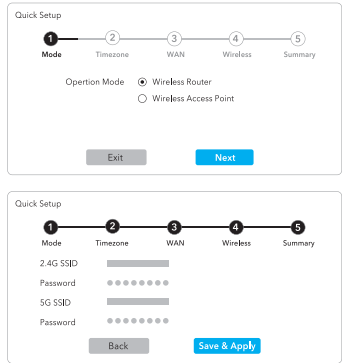 Quick Setup
1 2 3 4 5
Mode Timezone WAN Wireless Summary
Opertion Mode Wireless Router
Wireless Access Point
Exit Next
Quick Setup
1 2 3 4 5
Mode Timezone WAN Wireless Summary
2.4G SSID
Password
5G SSID
Password
Back Save & Apply